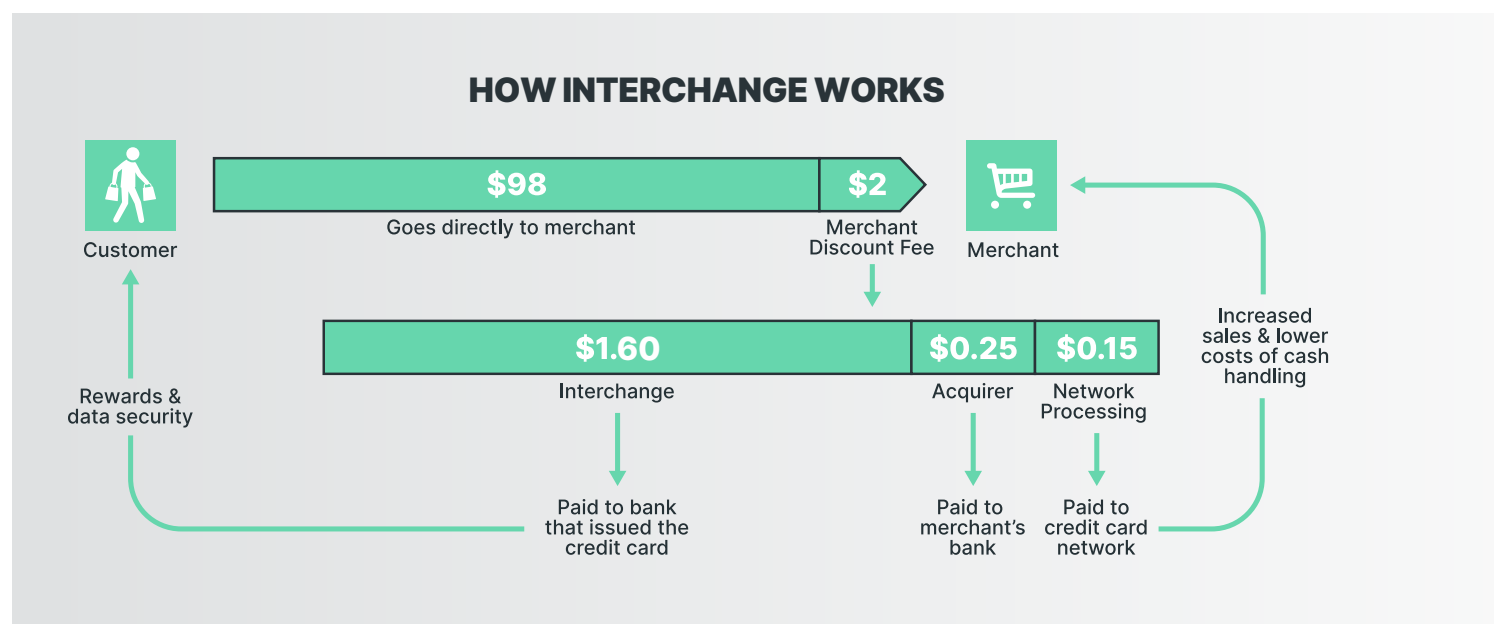 HOW INTERCHANGE WORKS
$98
$2
Goes directly to merchant
Merchant
Discount Fee
Customer
Merchant
$1.60
$0.25
$0.15
Interchange
Acquirer
Network
Processing
Increased
sales & lower
costs of cash
handling
Rewards &
data security
Paid to bank
that issued the
credit card
Paid to
merchant's
bank
Paid to
credit card
network